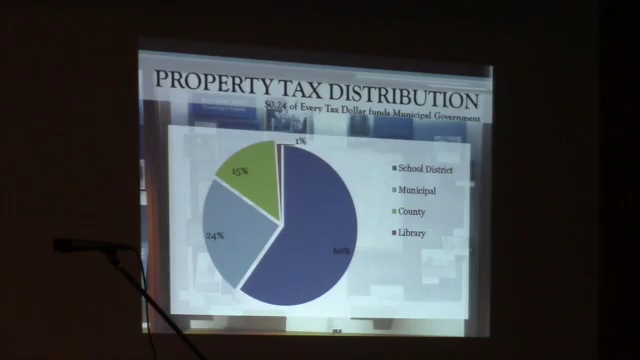 PROPERTY TAX DISTRIBUTION
$0.24 of Every Tax Dollar funds Municipal Government
1%
15%
24%
60%
School District
Municipal
County
Library